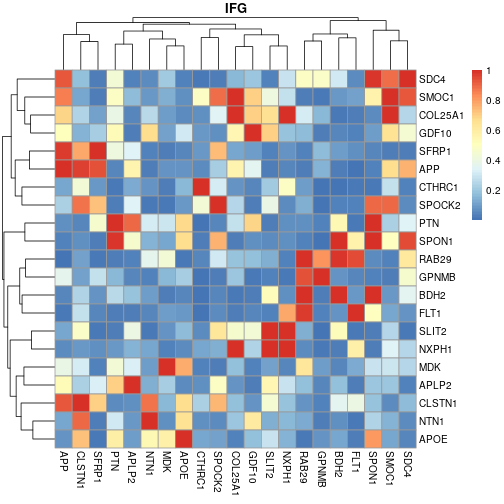 IFG
1
0.8
0.6
0.4
0.2
SDC4
SMOC1
COL25A1
GDF10
SFRP1
APP
CTHRC1
SPOCK2
PTN
SPON1
RAB29
GPNMB
BDH2
FLT1
SLIT2
NXPH1
MDK
APLP2
CLSTN1
NTN1
APOE
APP
CLSTN1
SFRP1
PTN
APLP2
NTN1
MDK
APOE
CTHRC1
SPOCK2
COL25A1
GDF10
SLIT2
NXPH1
RAB29
GPNMB
BDH2
FLT1
SPON1
SMOC1
SDC4